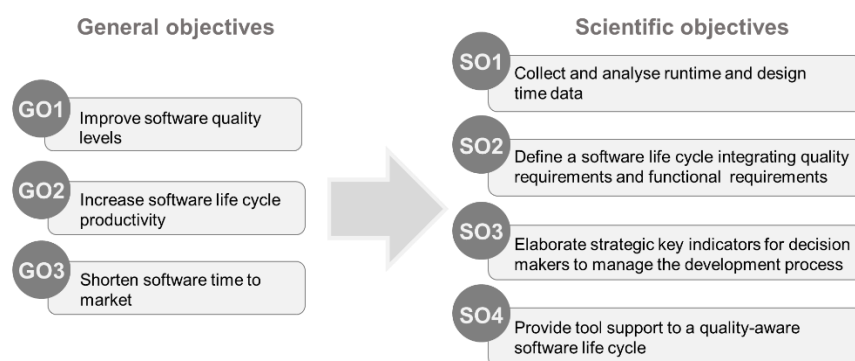 General objectives
GO1
Improve software quality
levels
GO2
Increase software life cycle
productivity
GO3
Shorten software time to
market
Scientific objectives
SO1
Collect and analyse runtime and design
time data
SO2
Define a software life cycle integrating quality
requirements and functional requirements
SO3
Elaborate strategic key indicators for decision
makers to manage the development process
SO4
Provide tool support to a quality-aware
software life cycle